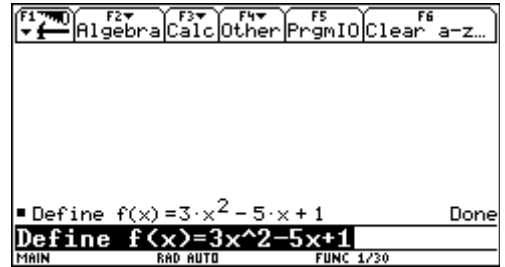 F1 F2 Algebra F3 Calc F4 Other F5 PrgmIO F6 Clear a-z…
▪ Define f(x)=3·x² − 5·x + 1 Done
Define f(x)=3x^2-5x+1
MAIN RAD AUTO FUNC 1/30